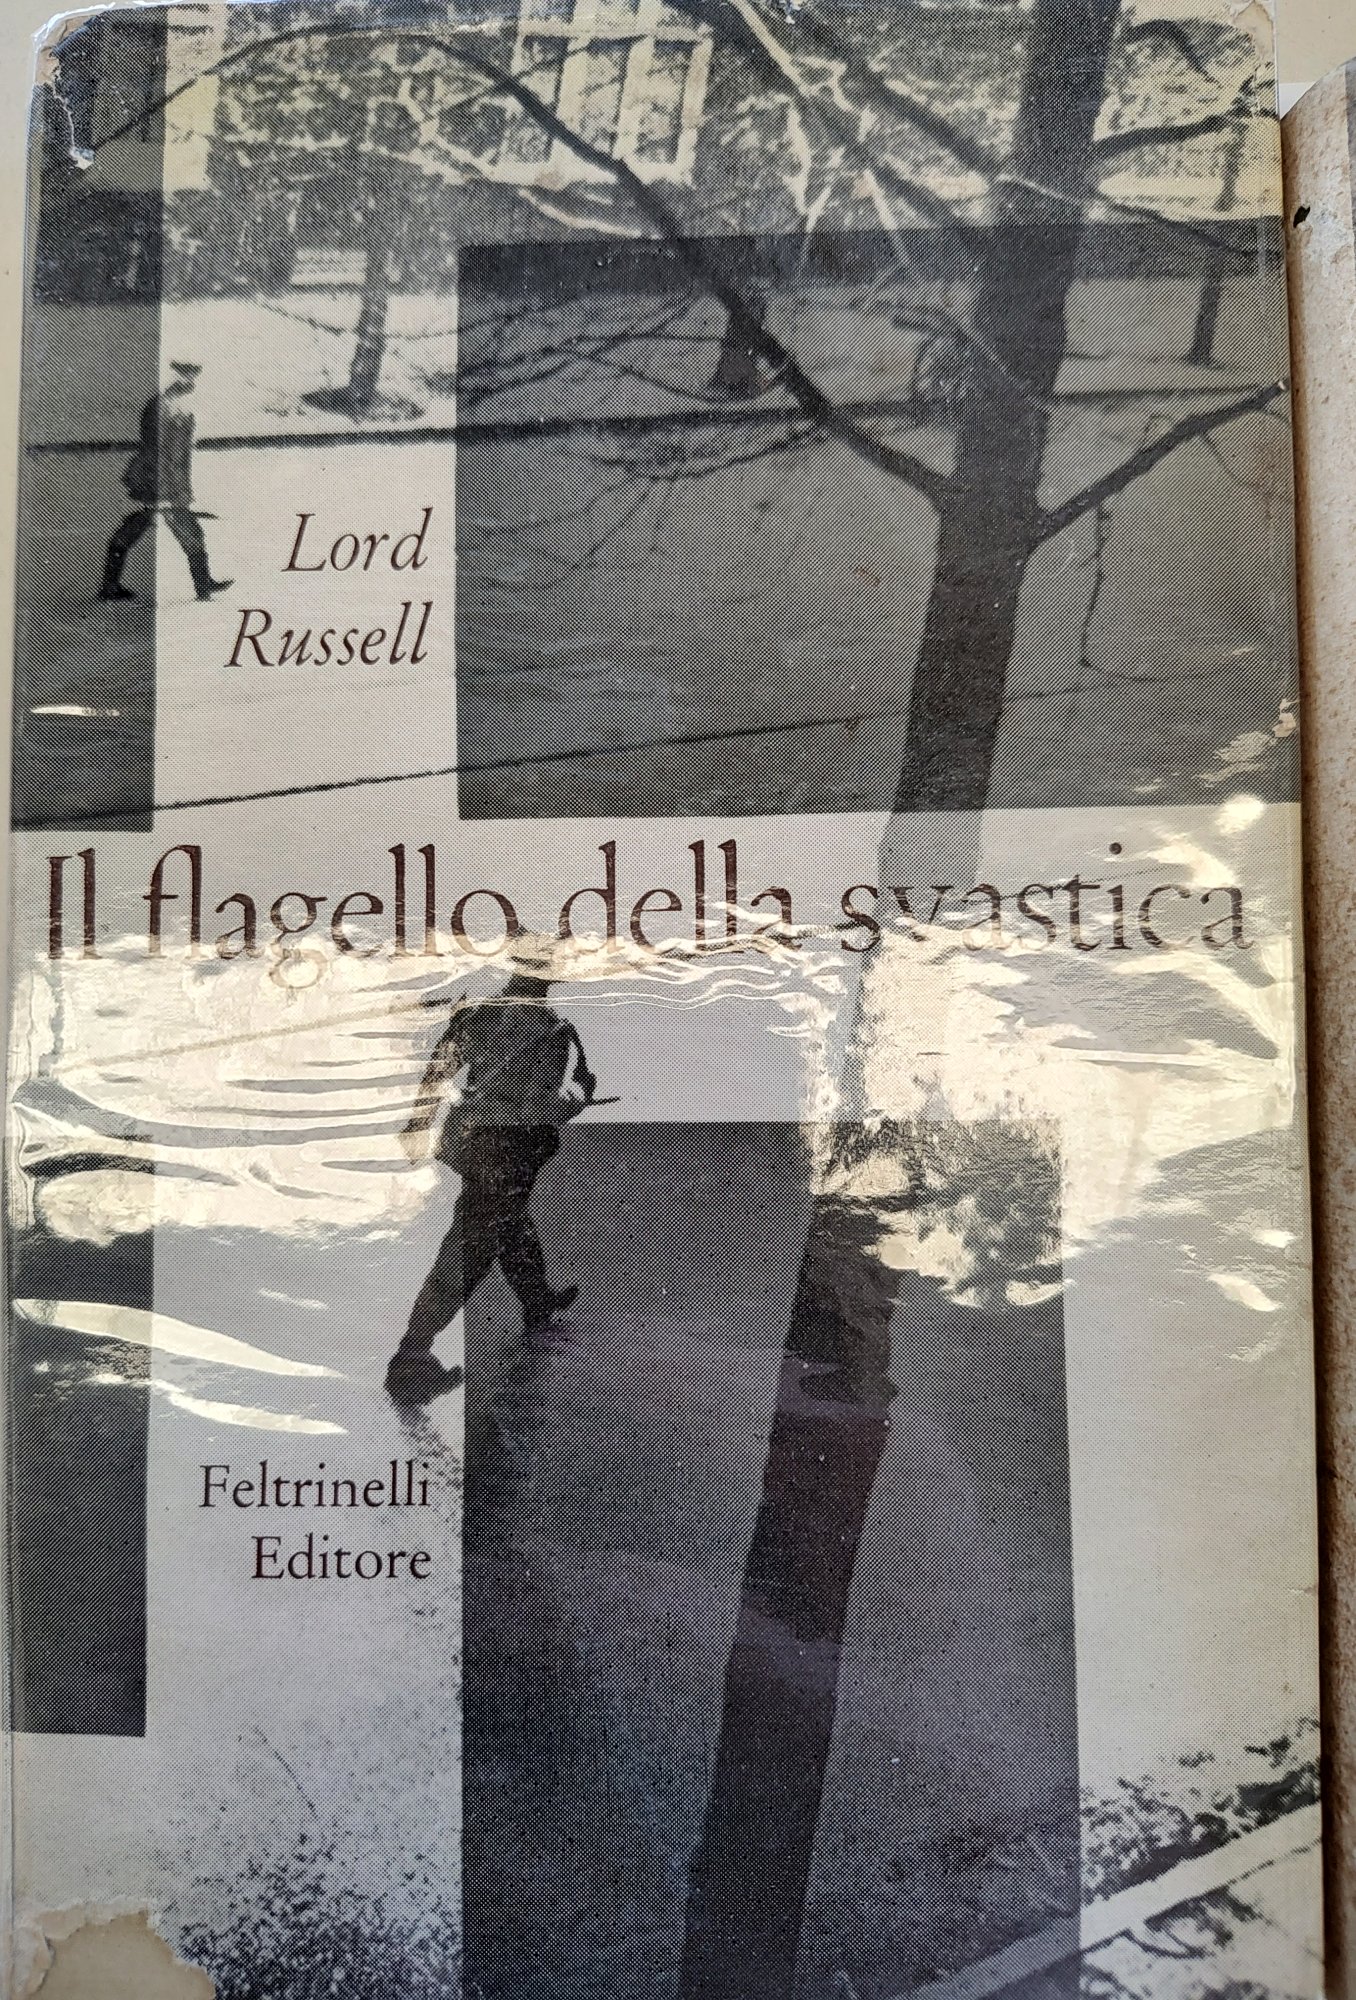 Lord
Russell
Il flagello della svastica
Feltrinelli
Editore